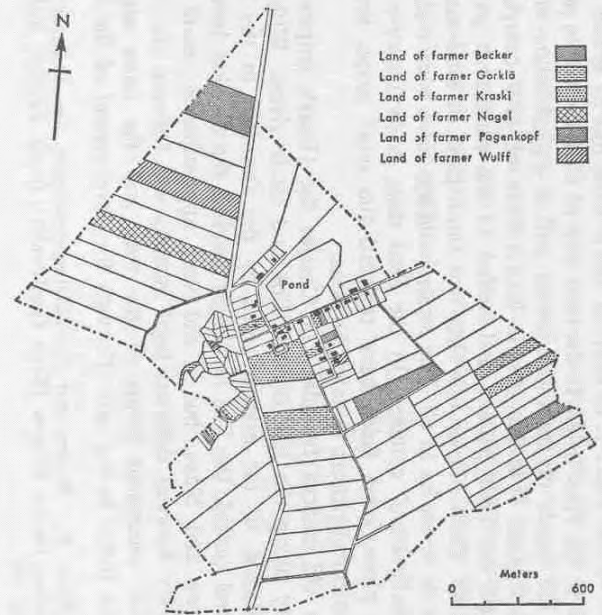 N
Land of farmer Becker
Land of farmer Gorklö
Land of farmer Kraski
Land of farmer Nagel
Land of farmer Pagenkopf
Land of farmer Wulff
Pond
Meters
0 600